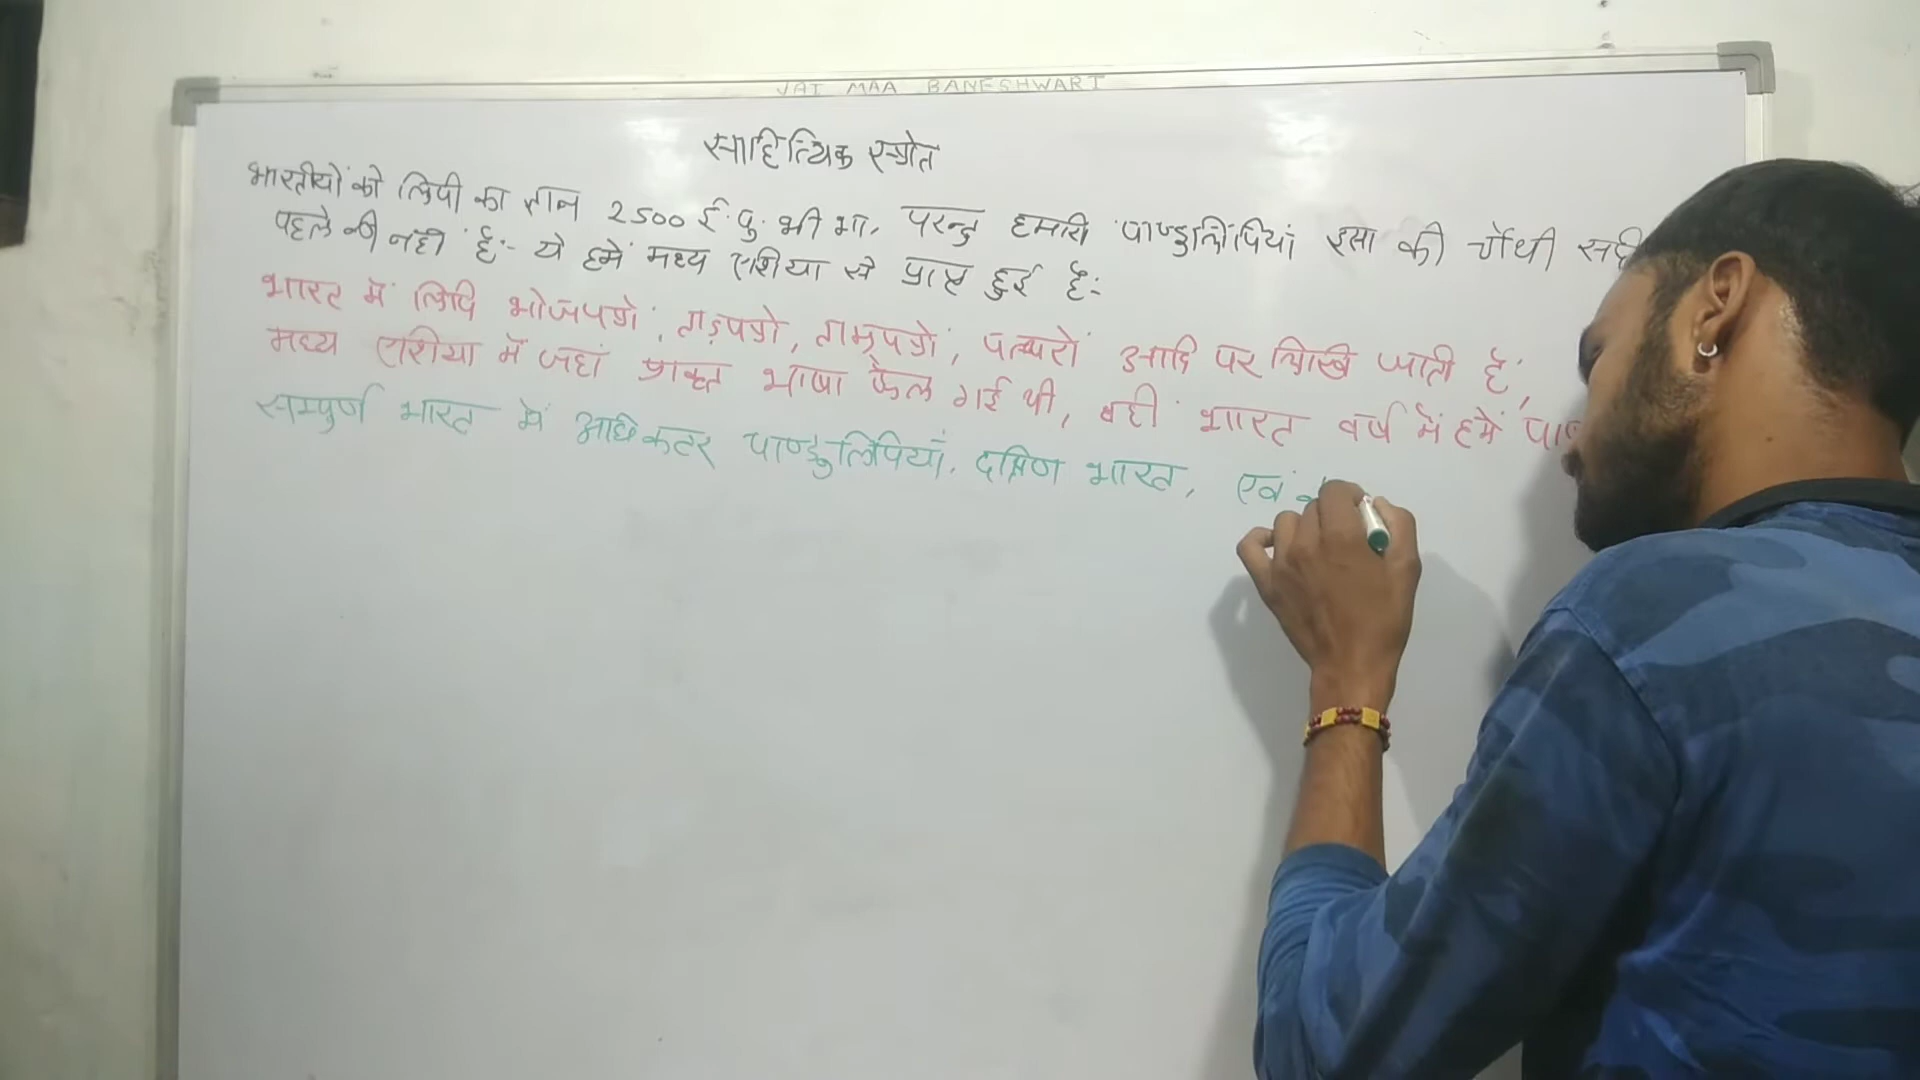 JAI MAA BANESHWARI
साहित्यिक स्त्रोत
भारतीयों को लिपी का ज्ञान 2500 ई. पु. भी था, परन्तु हमारी पाण्डुलिपियां इसा की चौथी सदी
पहले की नही हैं:- ये हमें मध्य एशिया से प्राप्त हुई हैं:-
भारत में लिपि भोजपत्रों, ताड़पत्रो, ताम्रपत्रों, पत्थरों आदि पर लिखि जाती हैं,
मध्य एशिया में जहां प्राकृत भाषा फैल गई थी, वही भारत वर्ष में हमें
सम्पुर्ण भारत में अधिकतर पाण्डुलिपियां, दक्षिण भारत, एवं